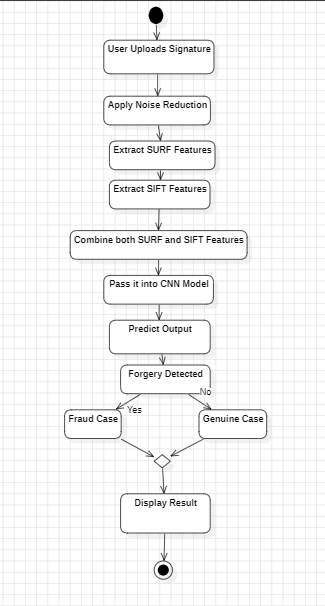 User Uploads Signature
Apply Noise Reduction
Extract SURF Features
Extract SIFT Features
Combine both SURF and SIFT Features
Pass it into CNN Model
Predict Output
Forgery Detected
No
Yes
Fraud Case
Genuine Case
Display Result